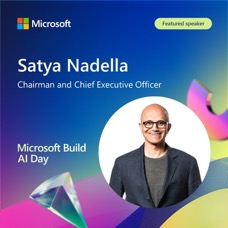 Microsoft
Featured speaker
Satya Nadella
Chairman and Chief Executive Officer
Microsoft Build
AI Day